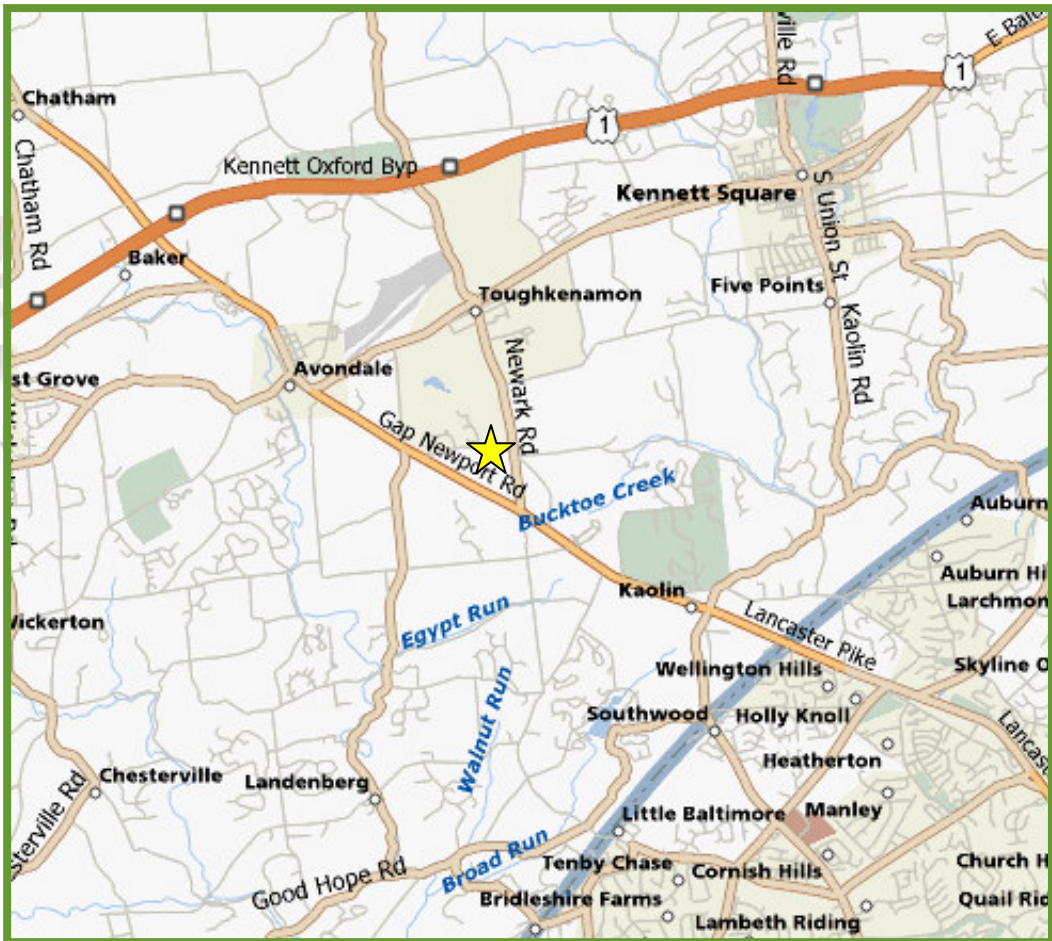 ville Rd
E Balt
1
Chatham
1
Kennett Oxford Byp
Chatham Rd
Kennett Square
S Union St
Baker
Five Points
Toughkenamon
Kaolin Rd
Newark Rd
Avondale
st Grove
Gap Newport Rd
Bucktoe Creek
Auburn
Auburn Hi
Larchmon
Kaolin
Lancaster Pike
Egypt Run
Vickerton
Skyline O
Wellington Hills
Walnut Run
Southwood
Holly Knoll
Lancas
Heatherton
Chesterville
Landenberg
sterville Rd
Little Baltimore
Manley
Broad Run
Tenby Chase
Cornish Hills
Church H
Good Hope Rd
Bridleshire Farms
Quail Rid
Lambeth Riding